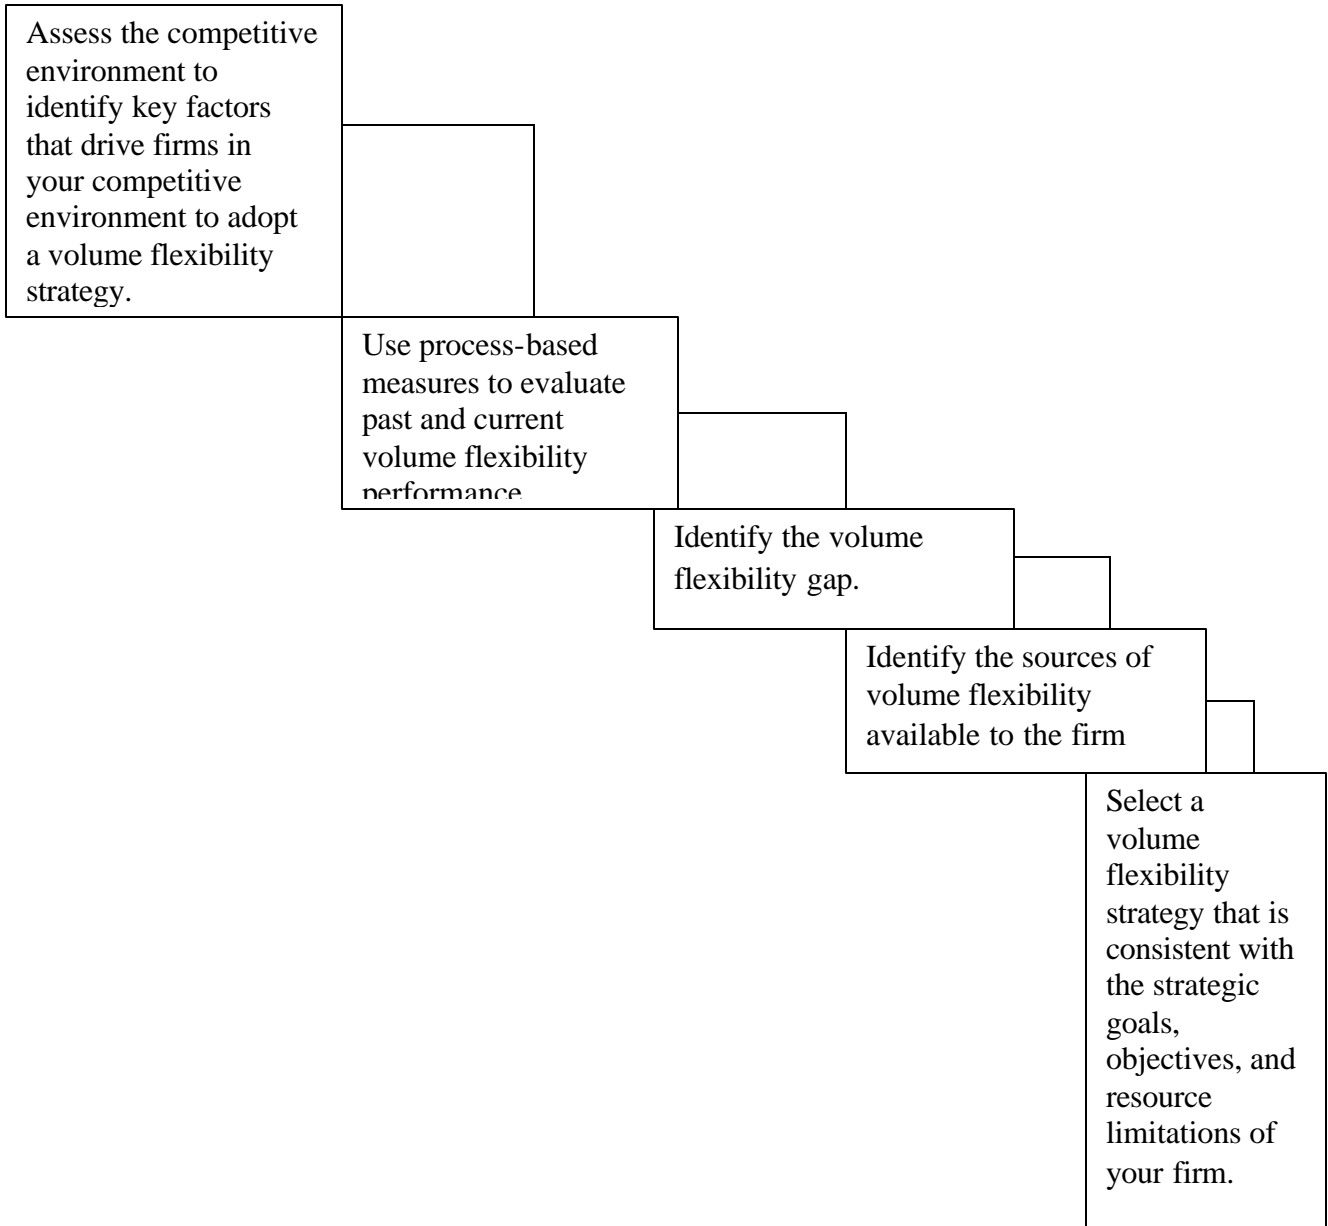 Assess the competitive
environment to
identify key factors
that drive firms in
your competitive
environment to adopt
a volume flexibility
strategy.
Use process-based
measures to evaluate
past and current
volume flexibility
performance
Identify the volume
flexibility gap.
Identify the sources of
volume flexibility
available to the firm
Select a
volume
flexibility
strategy that is
consistent with
the strategic
goals,
objectives, and
resource
limitations of
your firm.